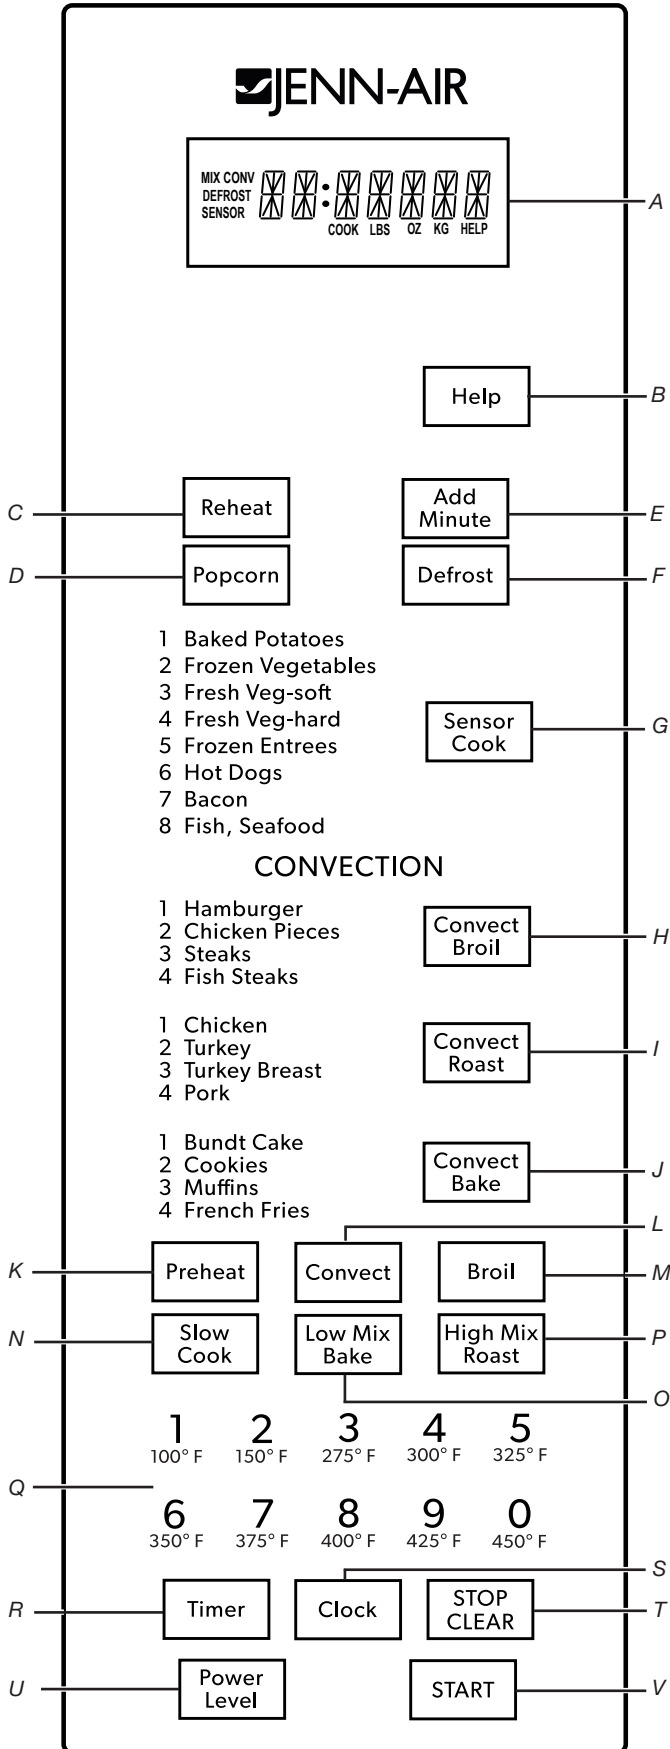 JENN-AIR
MIX CONV
DEFROST
SENSOR
COOK LBS OZ KG HELP
A
Help
B
C
Reheat
Add
Minute
E
D
Popcorn
Defrost
F
1 Baked Potatoes
2 Frozen Vegetables
3 Fresh Veg-soft
4 Fresh Veg-hard
5 Frozen Entrees
6 Hot Dogs
7 Bacon
8 Fish, Seafood
Sensor
Cook
G
CONVECTION
1 Hamburger
2 Chicken Pieces
3 Steaks
4 Fish Steaks
Convect
Broil
H
1 Chicken
2 Turkey
3 Turkey Breast
4 Pork
Convect
Roast
I
1 Bundt Cake
2 Cookies
3 Muffins
4 French Fries
Convect
Bake
J
L
K
Preheat
Convect
Broil
M
N
Slow
Cook
Low Mix
Bake
High Mix
Roast
P
O
1 2 3 4 5
100° F 150° F 275° F 300° F 325° F
Q
6 7 8 9 0
350° F 375° F 400° F 425° F 450° F
S
R
Timer
Clock
STOP
CLEAR
T
U
Power
Level
START
V